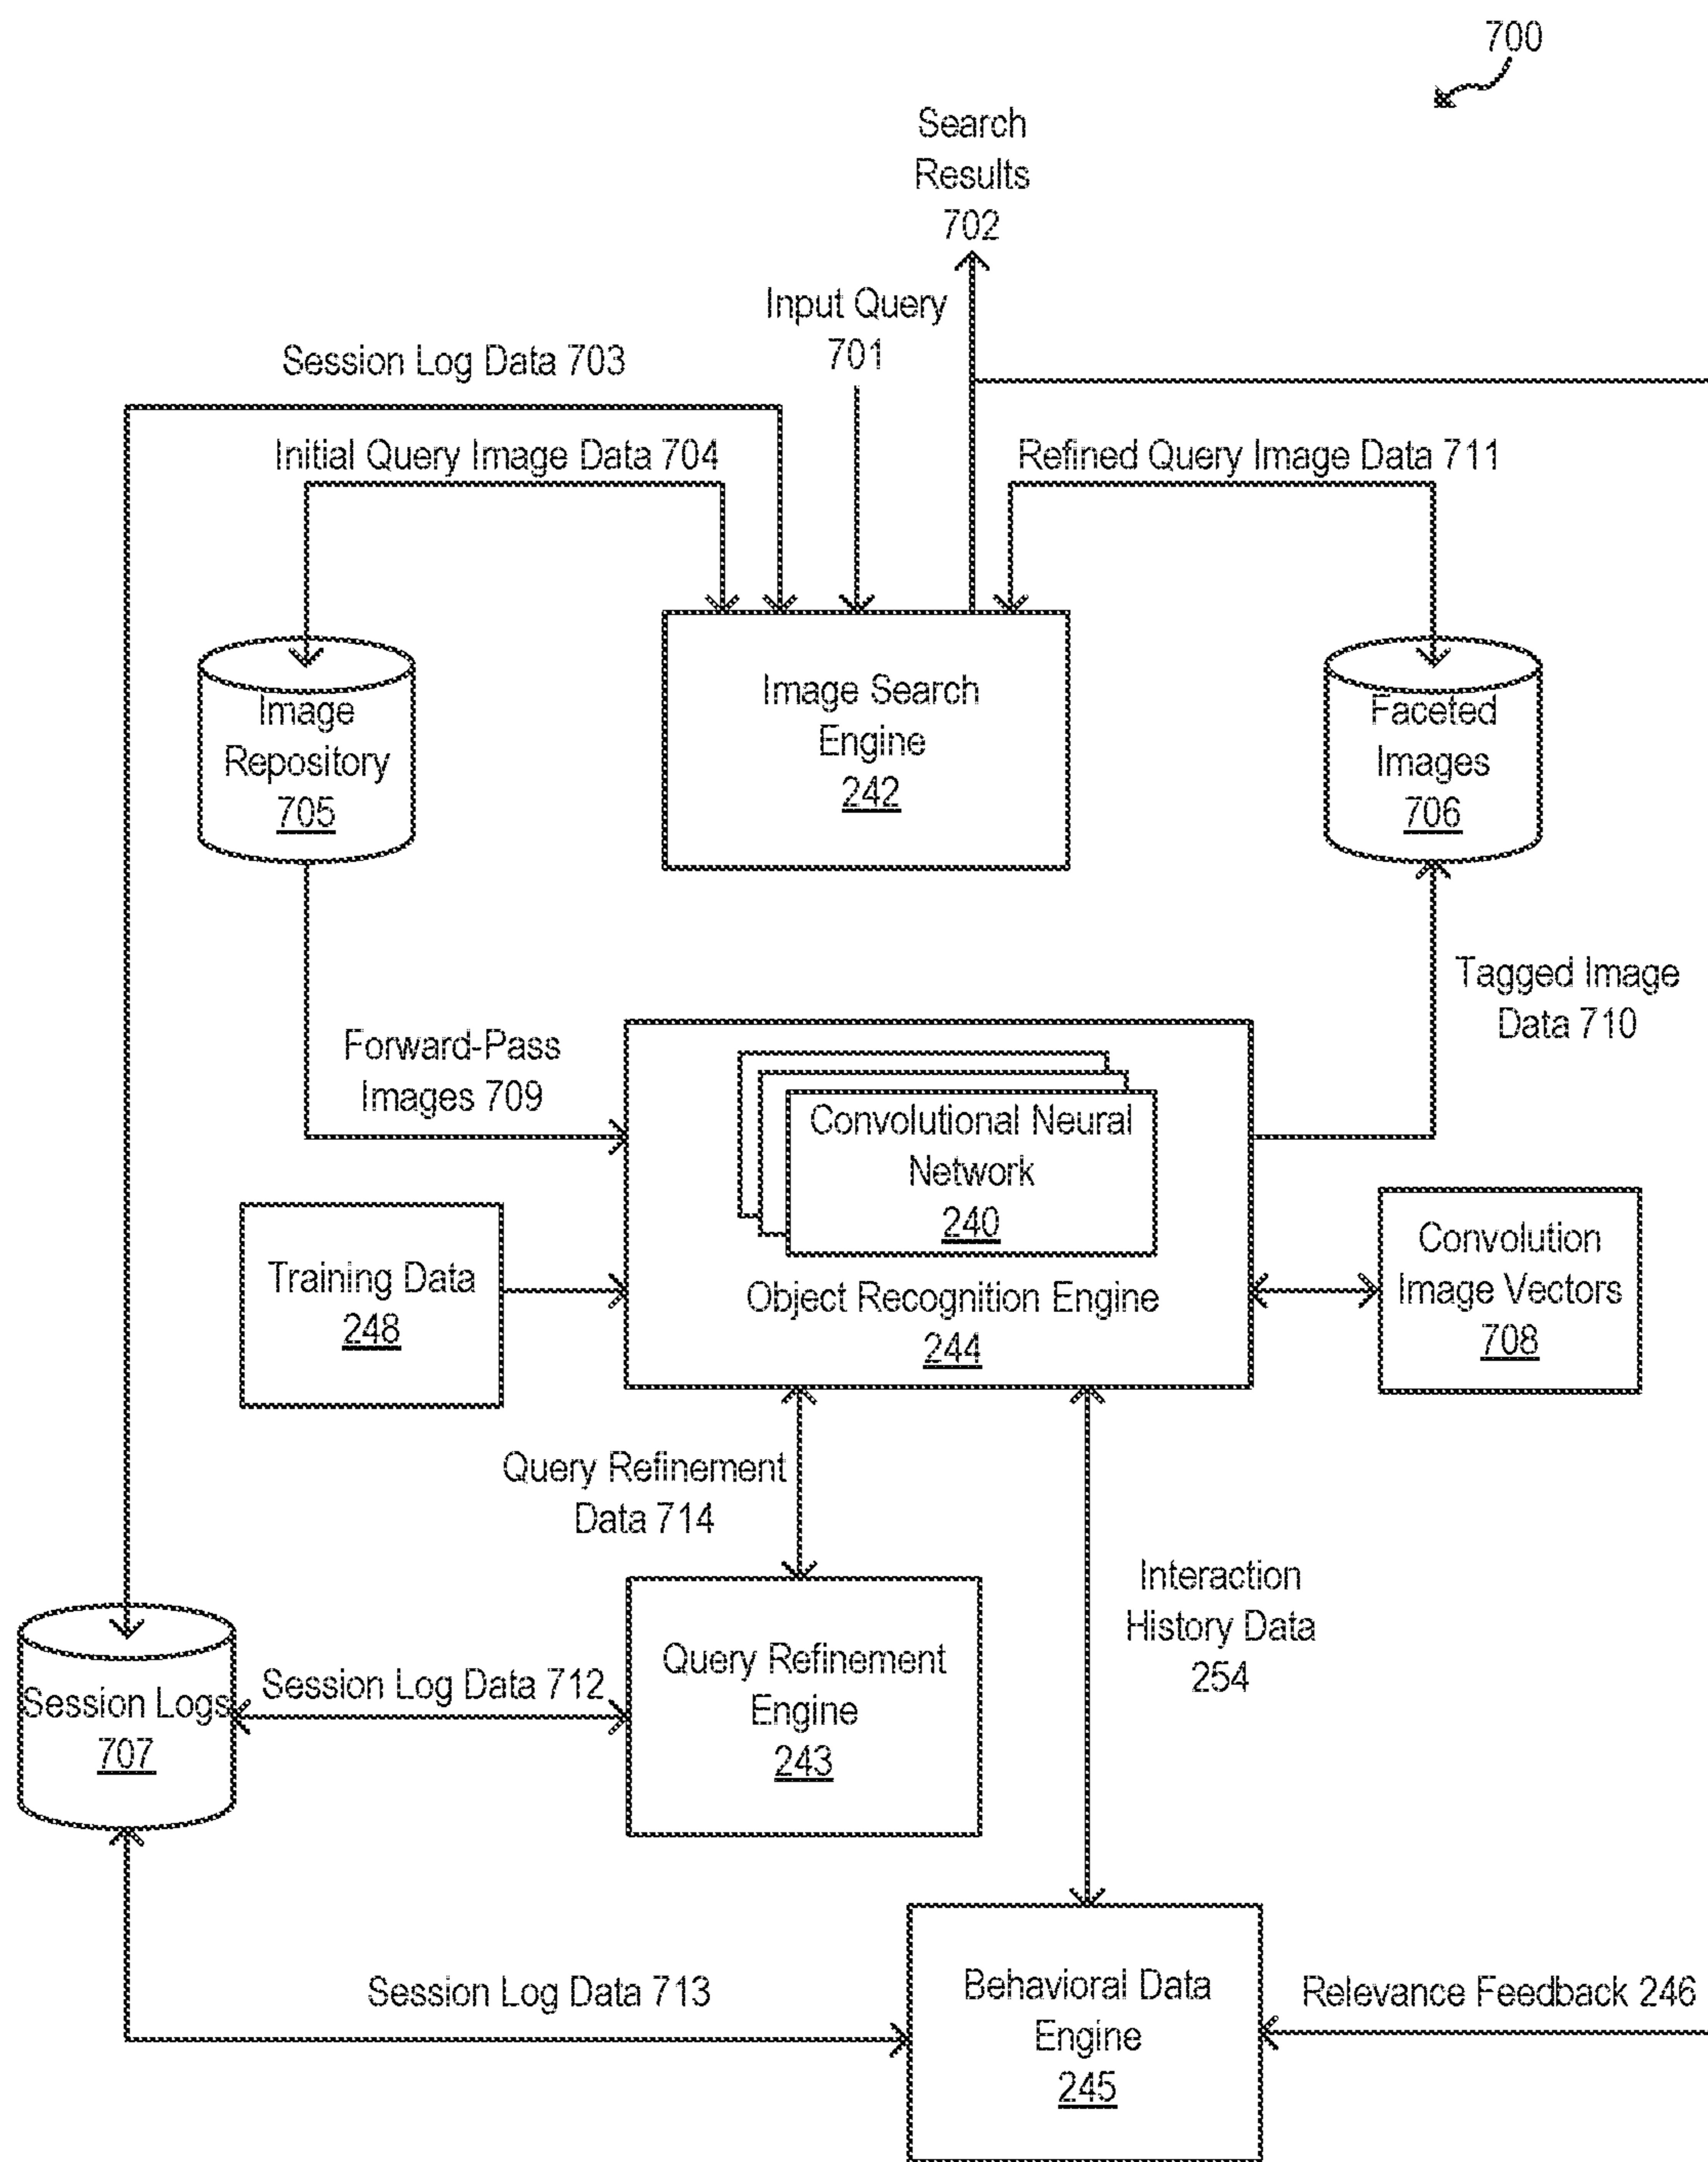 700
Search
Results
702
Input Query
701
Session Log Data 703
Initial Query Image Data 704
Refined Query Image Data 711
Image
Repository
705
Image Search
Engine
242
Faceted
Images
706
Tagged Image
Data 710
Forward-Pass
Images 709
Convolutional Neural
Network
240
Object Recognition Engine
244
Training Data
248
Convolution
Image Vectors
708
Query Refinement
Data 714
Interaction
History Data
254
Session Logs
707
Session Log Data 712
Query Refinement
Engine
243
Session Log Data 713
Behavioral Data
Engine
245
Relevance Feedback 246